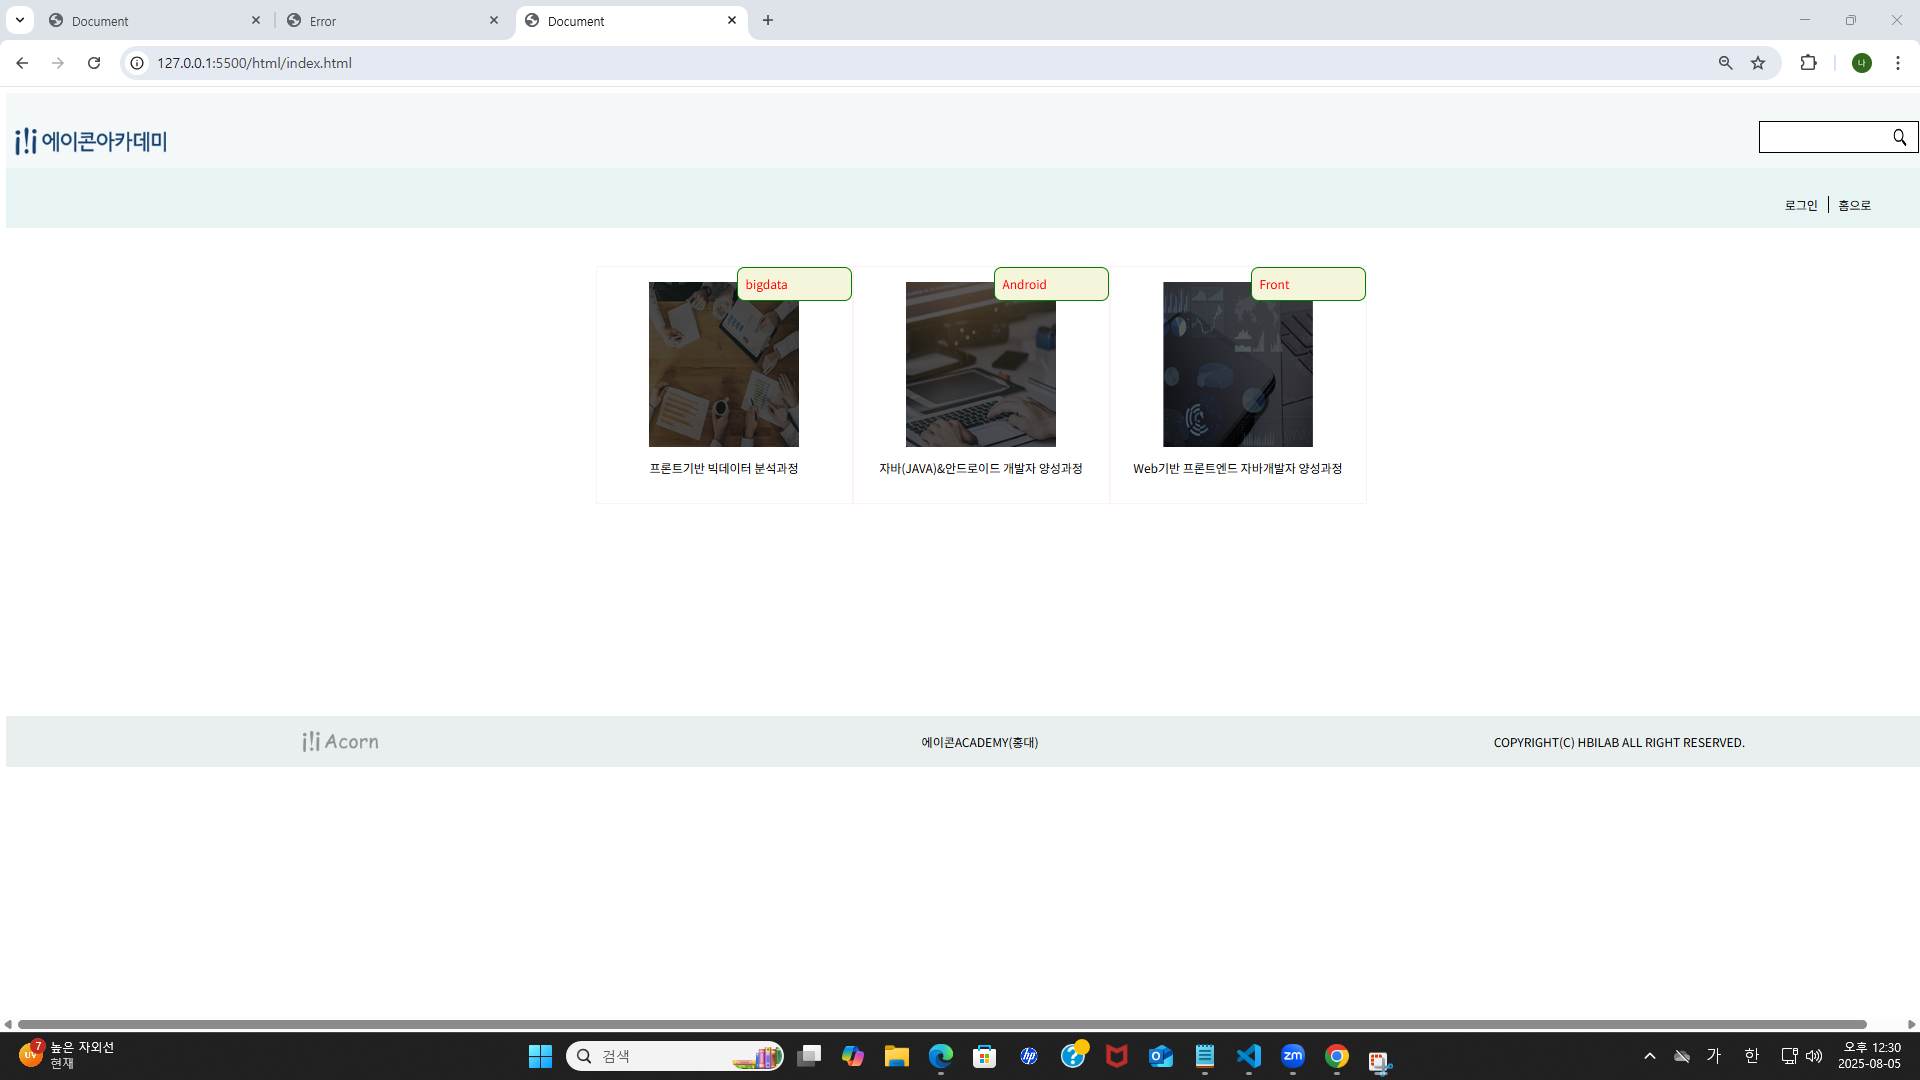 Document
Error
Document
127.0.0.1:5500/html/index.html
나
에이콘아카데미
로그인
홈으로
bigdata
Android
Front
프론트기반 빅데이터 분석과정
자바(JAVA)&안드로이드 개발자 양성과정
Web기반 프론트엔드 자바개발자 양성과정
Acorn
에이콘ACADEMY(홍대)
COPYRIGHT(C) HBILAB ALL RIGHT RESERVED.
UV
7
높은 자외선
현재
검색
hp
zm
가
한
오후 12:30
2025-08-05